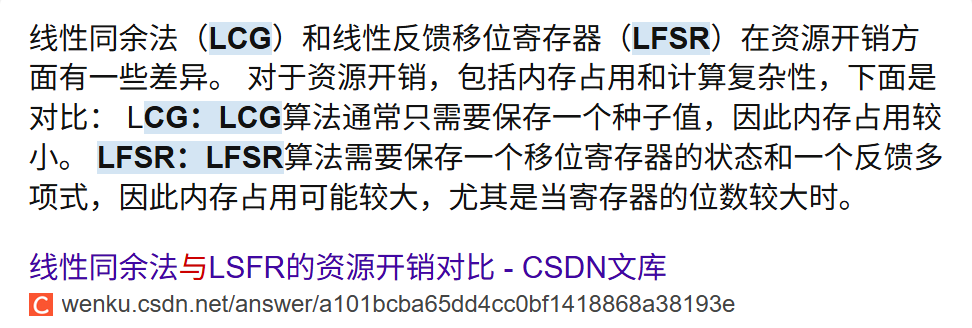 线性同余法（LCG）和线性反馈移位寄存器（LFSR）在资源开销方
面有一些差异。 对于资源开销，包括内存占用和计算复杂性，下面是
对比： LCG：LCG算法通常只需要保存一个种子值，因此内存占用较
小。 LFSR：LFSR算法需要保存一个移位寄存器的状态和一个反馈多
项式，因此内存占用可能较大，尤其是当寄存器的位数较大时。
线性同余法与LSFR的资源开销对比 - CSDN文库
C wenku.csdn.net/answer/a101bcba65dd4cc0bf1418868a38193e